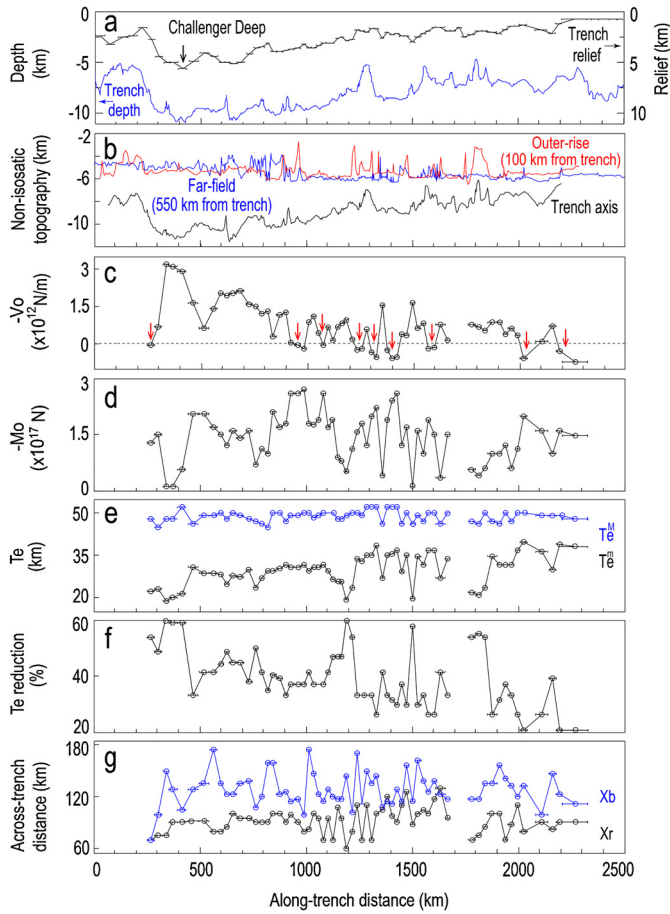 a
Challenger Deep
Trench relief
Trench depth
Depth (km)
0
-5
-10
Relief (km)
0
5
10
b
Outer-rise (100 km from trench)
Far-field (550 km from trench)
Trench axis
Non-isosatic topography (km)
-2
-6
-10
c
-Vo (x10¹²N/m)
3
1.5
0
d
-Mo (x10¹⁷ N)
3
1.5
0
e
Te (km)
50
35
20
Te^M
Te^m
f
Te reduction (%)
60
40
20
g
Across-trench distance (km)
180
120
60
Xb
Xr
0
500
1000
1500
2000
2500
Along-trench distance (km)